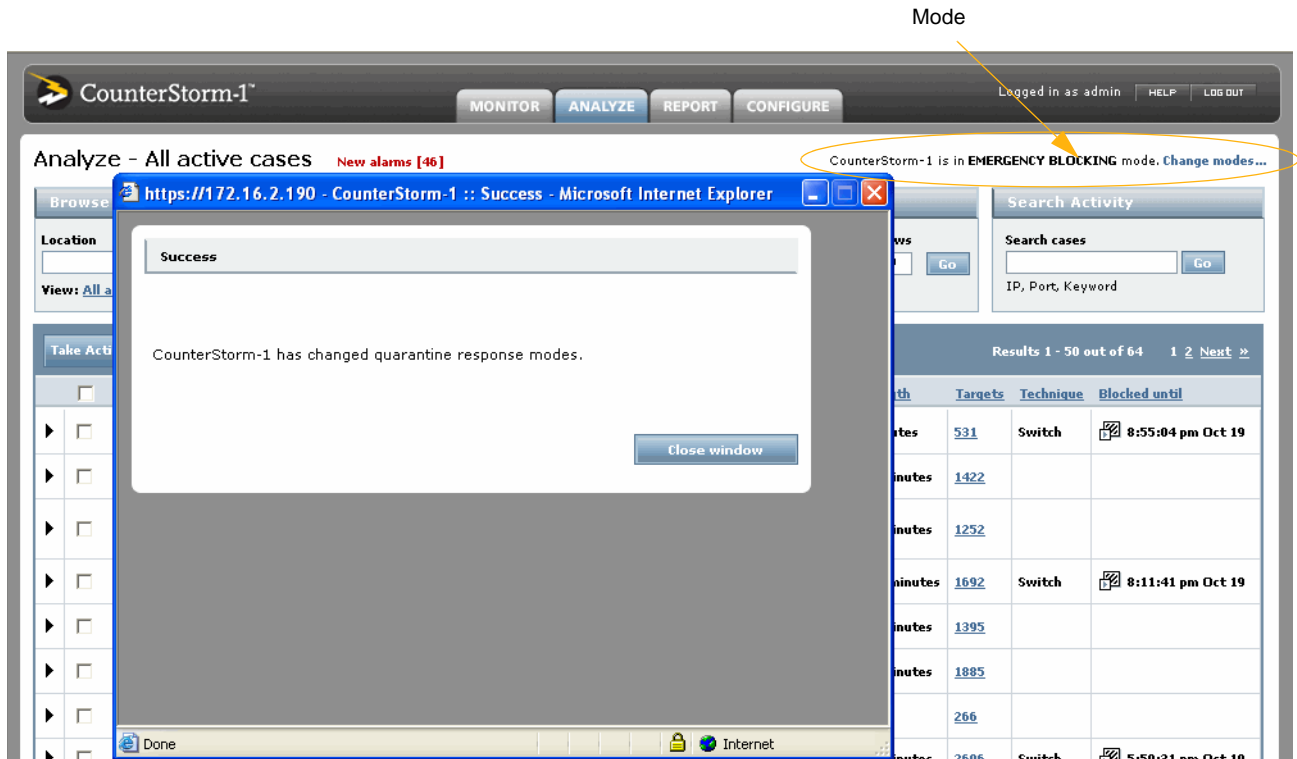 Mode
CounterStorm-1™
MONITOR ANALYZE REPORT CONFIGURE
Logged in as admin HELP LOG OUT
Analyze - All active cases New alarms [46]
CounterStorm-1 is in EMERGENCY BLOCKING mode. Change modes...
https://172.16.2.190 - CounterStorm-1 :: Success - Microsoft Internet Explorer
Browse
Search Activity
Location
Search cases
Go
Go
View: All a
IP, Port, Keyword
Success
CounterStorm-1 has changed quarantine response modes.
Close window
Take Acti
Results 1 - 50 out of 64 1 2 Next »
Targets Technique Blocked until
531 Switch 8:55:04 pm Oct 19
inutes 1422
inutes 1252
minutes 1692 Switch 8:11:41 pm Oct 19
inutes 1395
inutes 1885
266
Done Internet